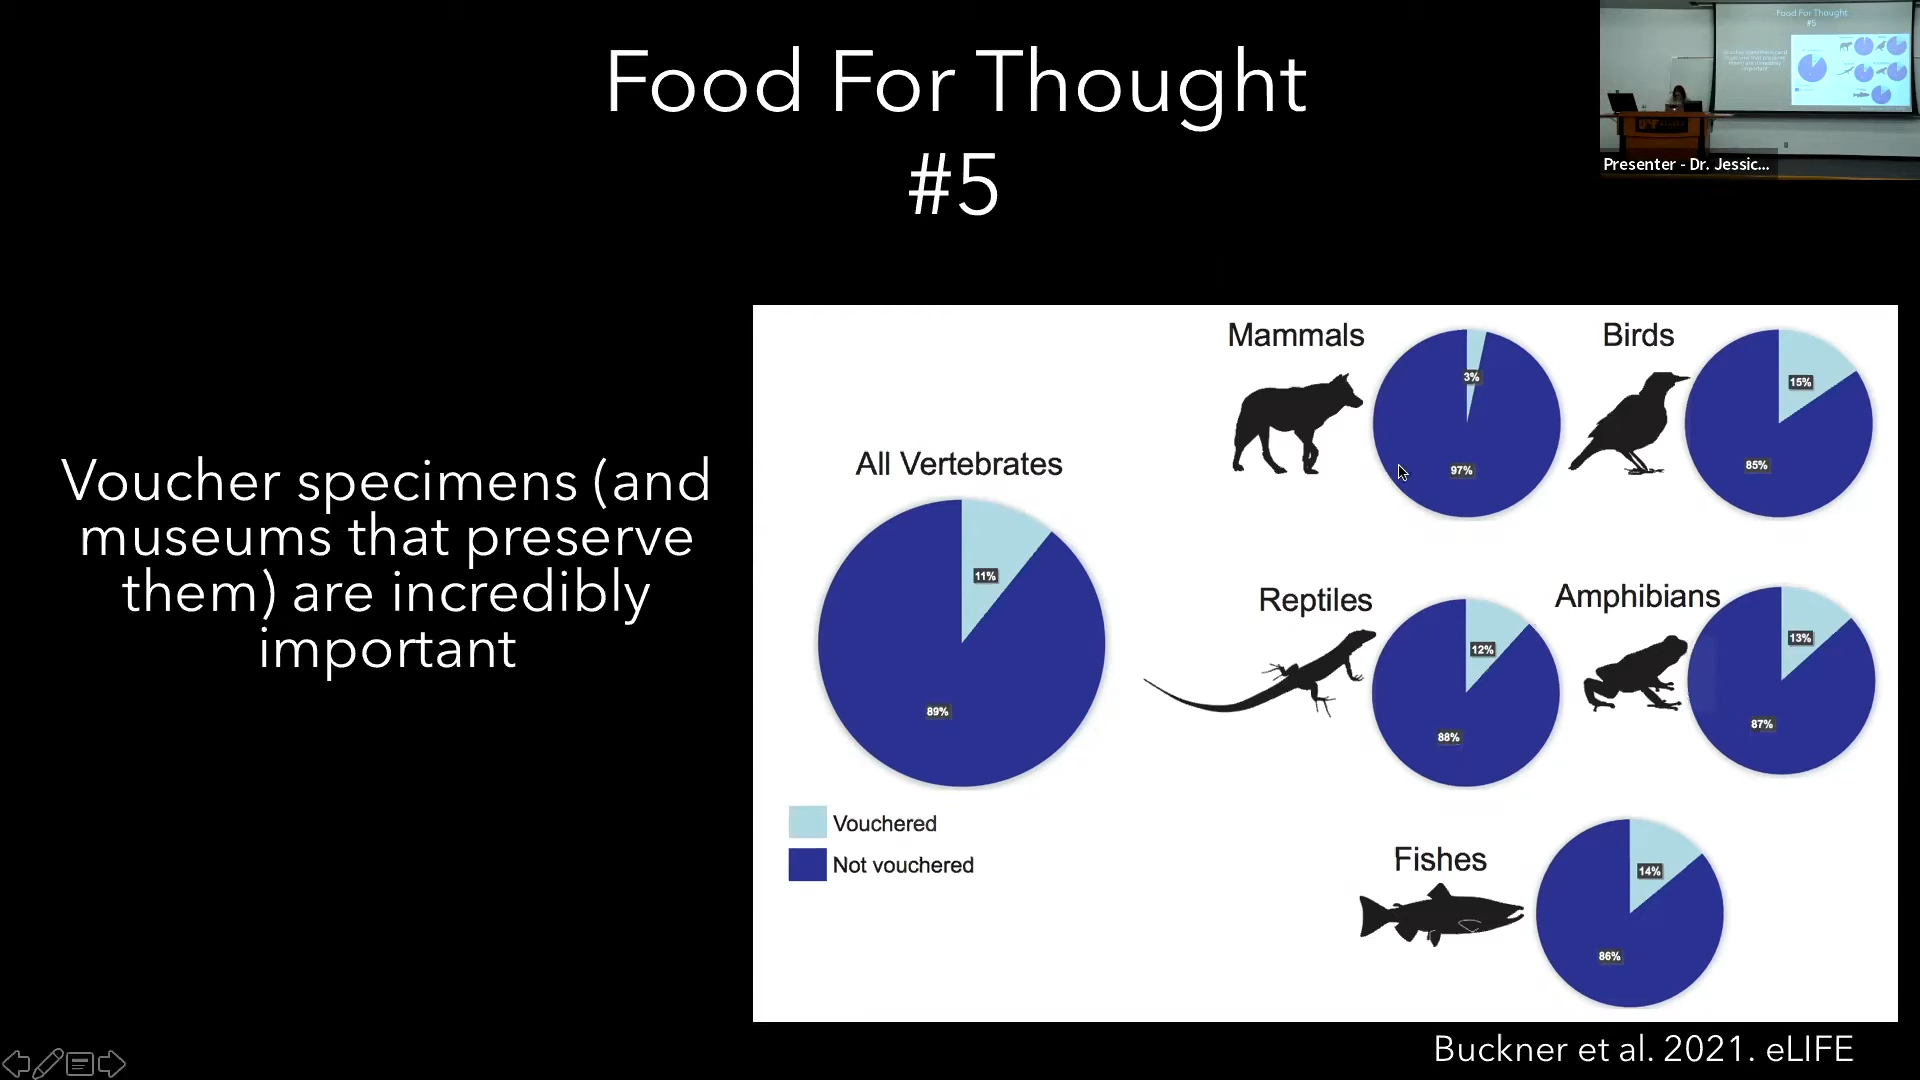 Food For Thought
#5
Presenter - Dr. Jessic...
Voucher specimens (and
museums that preserve
them) are incredibly
important
All Vertebrates
11%
89%
Vouchered
Not vouchered
Mammals
3%
97%
Birds
15%
85%
Reptiles
12%
88%
Amphibians
13%
87%
Fishes
14%
86%
Buckner et al. 2021. eLIFE